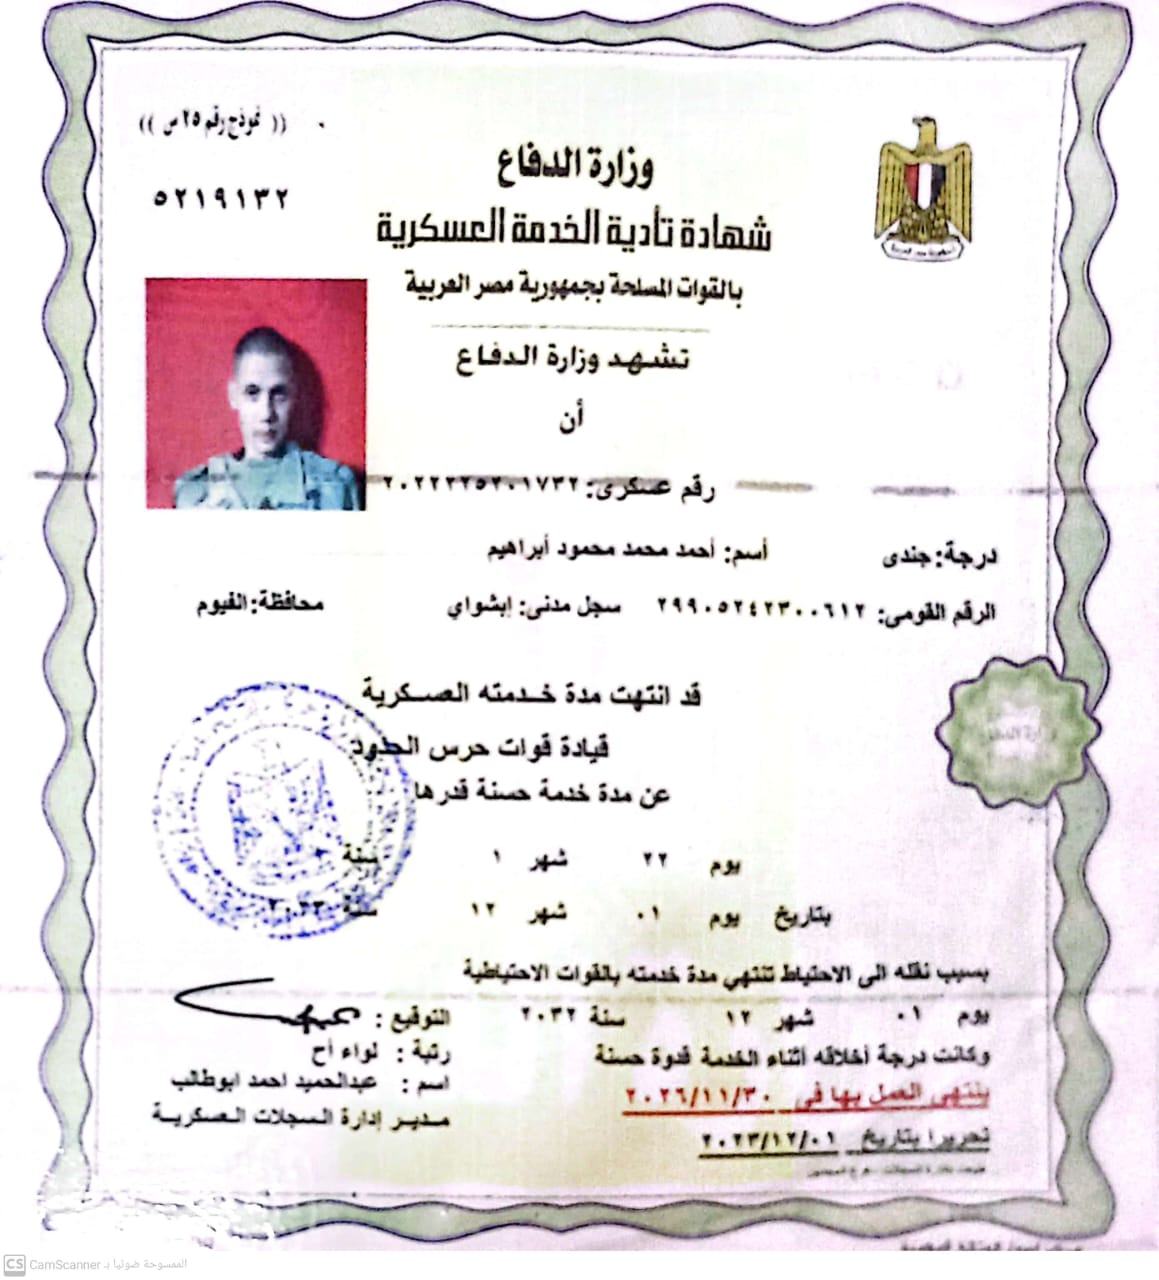 (( نموذج رقم ٢٥ س ))
٥٢١٩١٣٢
وزارة الدفاع
شهادة تأدية الخدمة العسكرية
بالقوات المسلحة بجمهورية مصر العربية
تشهد وزارة الدفاع
أن
رقم عسكرى:
درجة: جندى أسم: أحمد محمد محمود أبراهيم
الرقم القومى: ٢٩٩٠٥٢٤٢٣٠٠٦١٢ سجل مدنى: إبشواي محافظة: الفيوم
قد انتهت مدة خدمته العسكرية
قيادة قوات حرس الحدود
عن مدة خدمة حسنة قدرها
يوم ٢٢ شهر ١ سنة
بتاريخ يوم ٠١ شهر ١٢ سنة ٢٠٢٣
بسبب نقله الى الاحتياط تنتهي مدة خدمته بالقوات الاحتياطية
يوم ٠١ شهر ١٢ سنة ٢٠٣٢
التوقيع :
وكانت درجة أخلاقه أثناء الخدمة قدوة حسنة
رتبة : لواء أح
ينتهى العمل بها فى ٢٠٢٦/١١/٣٠
اسم : عبدالحميد احمد ابوطالب
تحريرا بتاريخ ٢٠٢٣/١٢/٠١
مدير إدارة السجلات العسكرية
CS CamScanner الممسوحة ضوئيا بـ